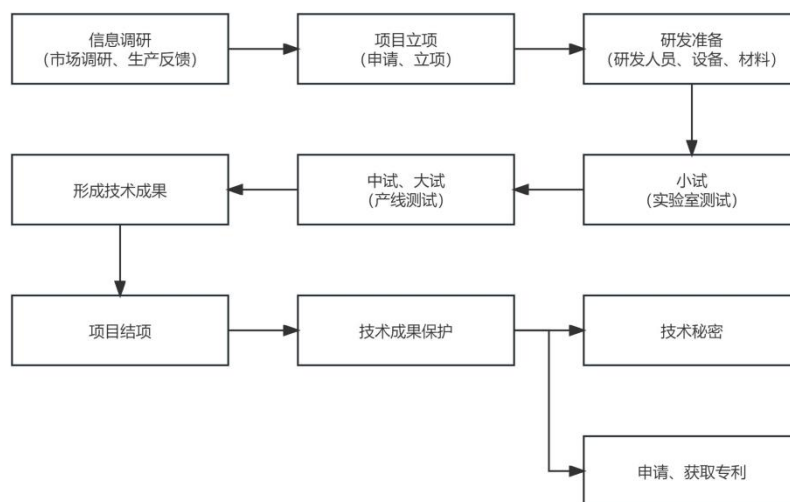 信息调研
（市场调研、生产反馈）
项目立项
（申请、立项）
研发准备
（研发人员、设备、材料）
小试
（实验室测试）
中试、大试
（产线测试）
形成技术成果
项目结项
技术成果保护
技术秘密
申请、获取专利